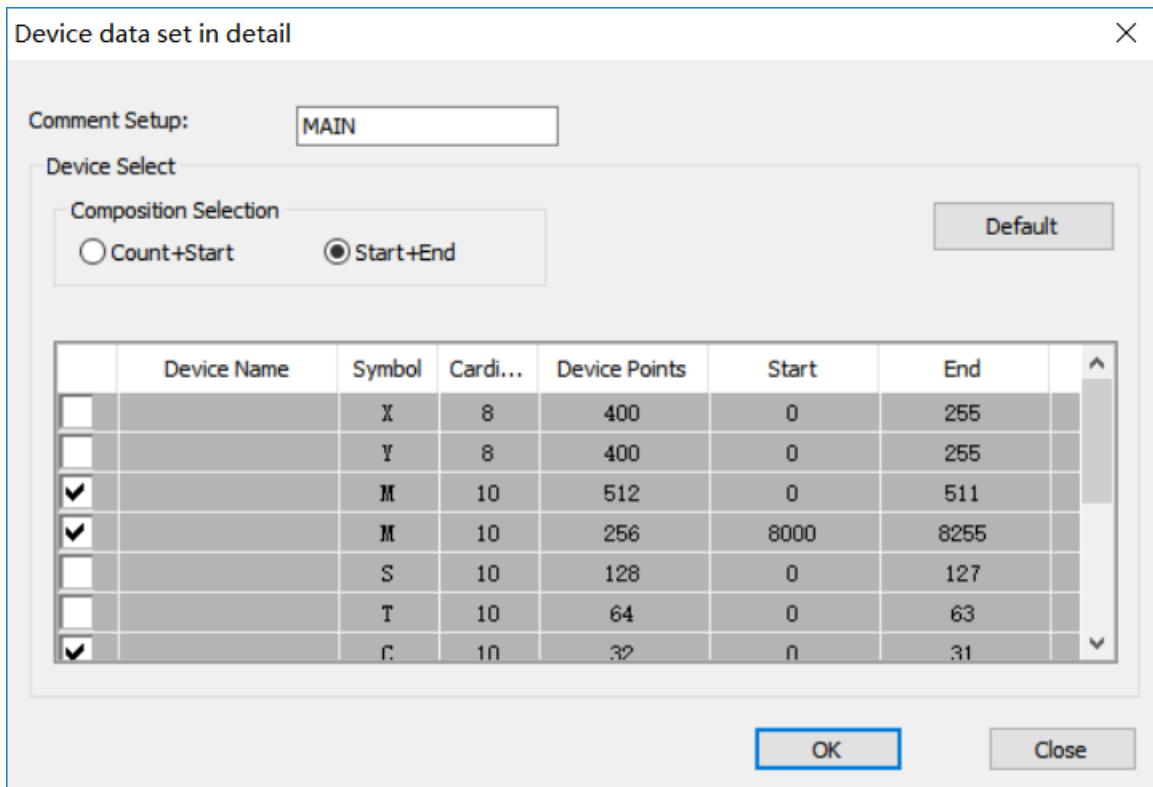 Device data set in detail
Comment Setup: MAIN
Device Select
Composition Selection
Count+Start Start+End
Default
Device Name Symbol Cardi... Device Points Start End
X 8 400 0 255
Y 8 400 0 255
M 10 512 0 511
M 10 256 8000 8255
S 10 128 0 127
T 10 64 0 63
C 10 32 0 31
OK Close